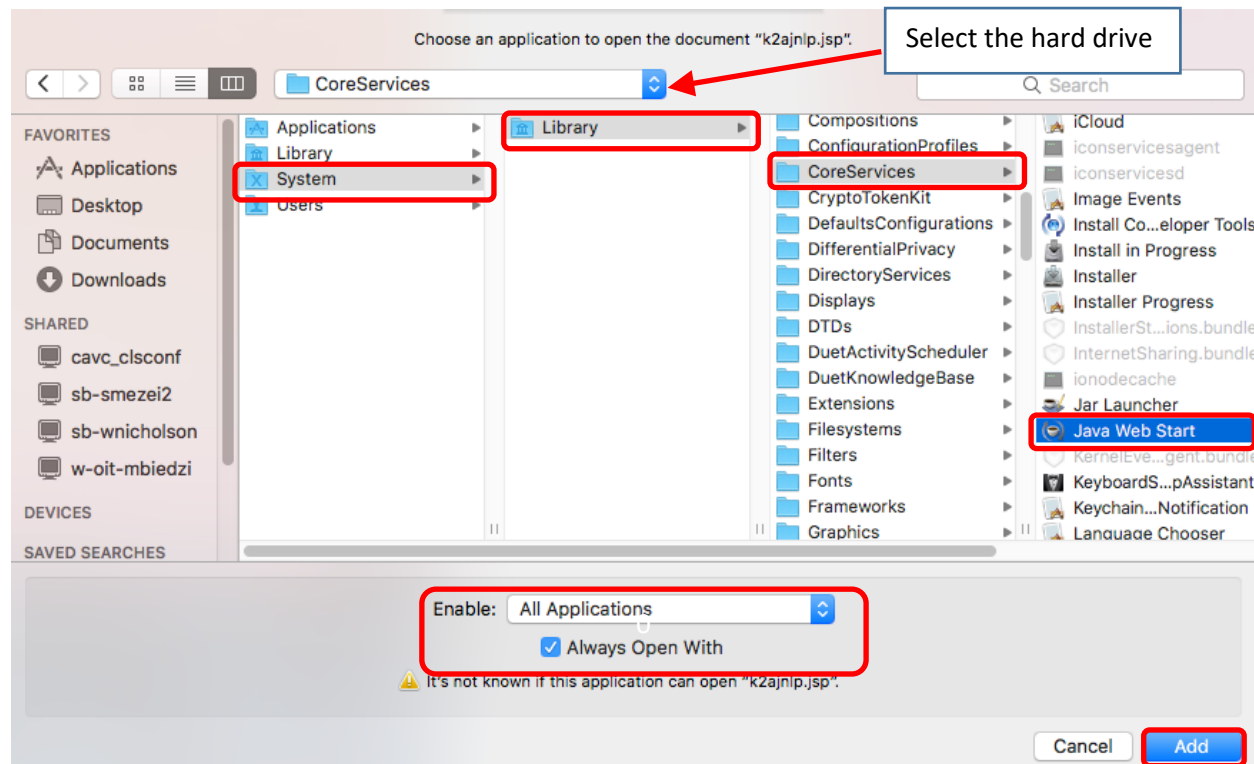 Choose an application to open the document “k2ajnlp.jsp”.
Select the hard drive
CoreServices
Search
FAVORITES
Applications
Desktop
Documents
Downloads
SHARED
cavc_clsconf
sb-smezei2
sb-wnicholson
w-oit-mbiedzi
DEVICES
SAVED SEARCHES
Applications
Library
System
Users
Library
Compositions
ConfigurationProfiles
CoreServices
CryptoTokenKit
DefaultsConfigurations
DifferentialPrivacy
DirectoryServices
Displays
DTDs
DuetActivityScheduler
DuetKnowledgeBase
Extensions
Filesystems
Filters
Fonts
Frameworks
Graphics
iCloud
iconservicesagent
iconservicesd
Image Events
Install Co...eloper Tools
Install in Progress
Installer
Installer Progress
InstallerSt...ions.bundle
InternetSharing.bundle
ionodecache
Jar Launcher
Java Web Start
KernelEve...gent.bundle
KeyboardS...pAssistant
Keychain...Notification
Language Chooser
Enable: All Applications
Always Open With
It's not known if this application can open “k2ajnlp.jsp”.
Cancel
Add